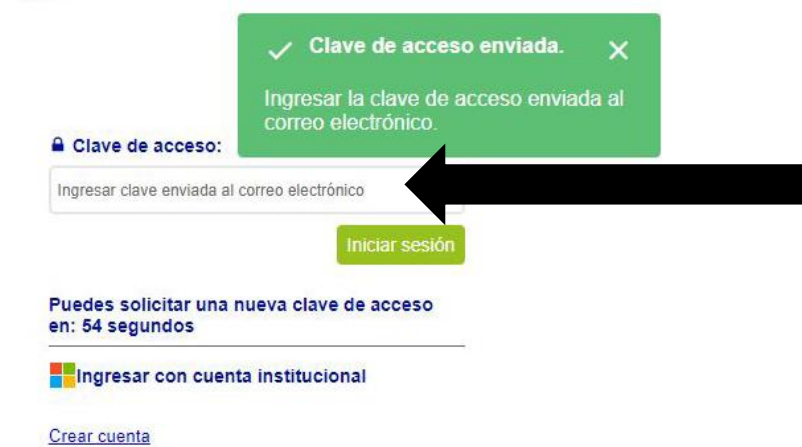 Clave de acceso enviada.
Ingresar la clave de acceso enviada al
correo electrónico.
Clave de acceso:
Ingresar clave enviada al correo electrónico
Iniciar sesión
Puedes solicitar una nueva clave de acceso
en: 54 segundos
Ingresar con cuenta institucional
Crear cuenta